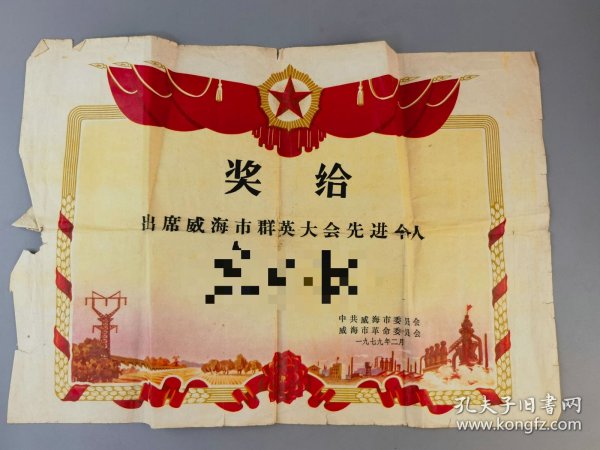 奖给
出席威海市群英大会先进个人
中共威海市委员会
威海市革命委员会
一九七九年二月
孔夫子旧书网
www.kongfz.com